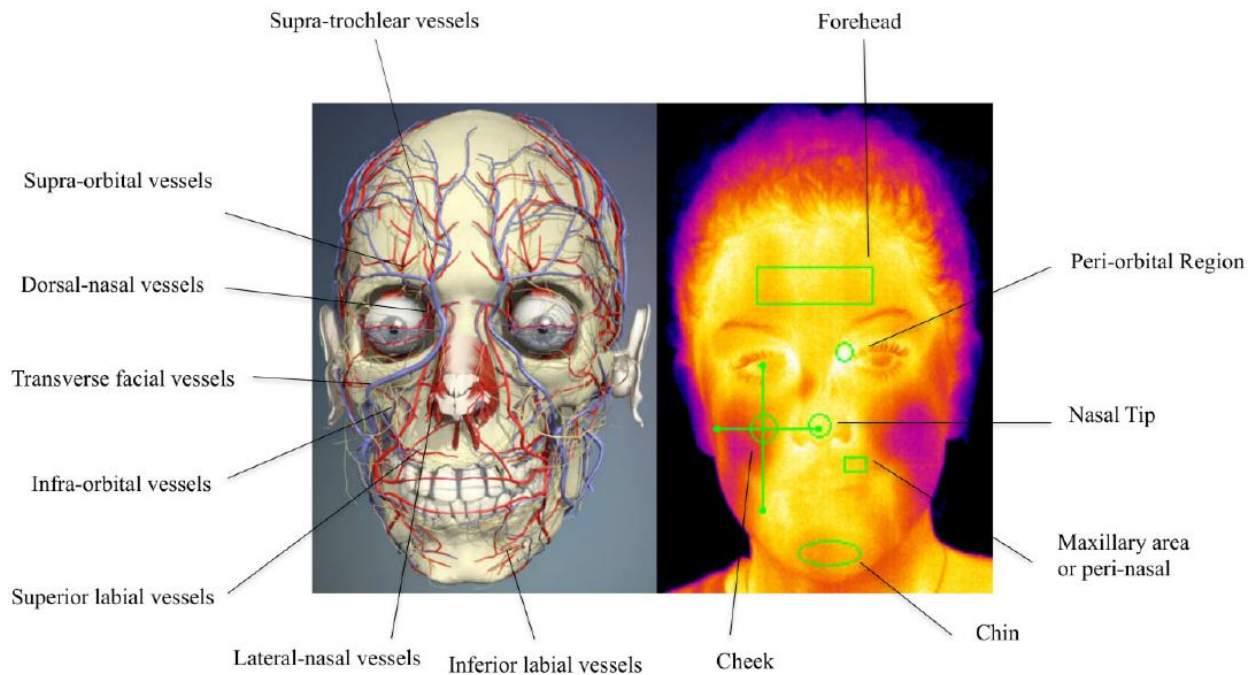 Supra-trochlear vessels
Forehead
Supra-orbital vessels
Peri-orbital Region
Dorsal-nasal vessels
Transverse facial vessels
Nasal Tip
Infra-orbital vessels
Maxillary area
or peri-nasal
Superior labial vessels
Chin
Lateral-nasal vessels
Inferior labial vessels
Cheek